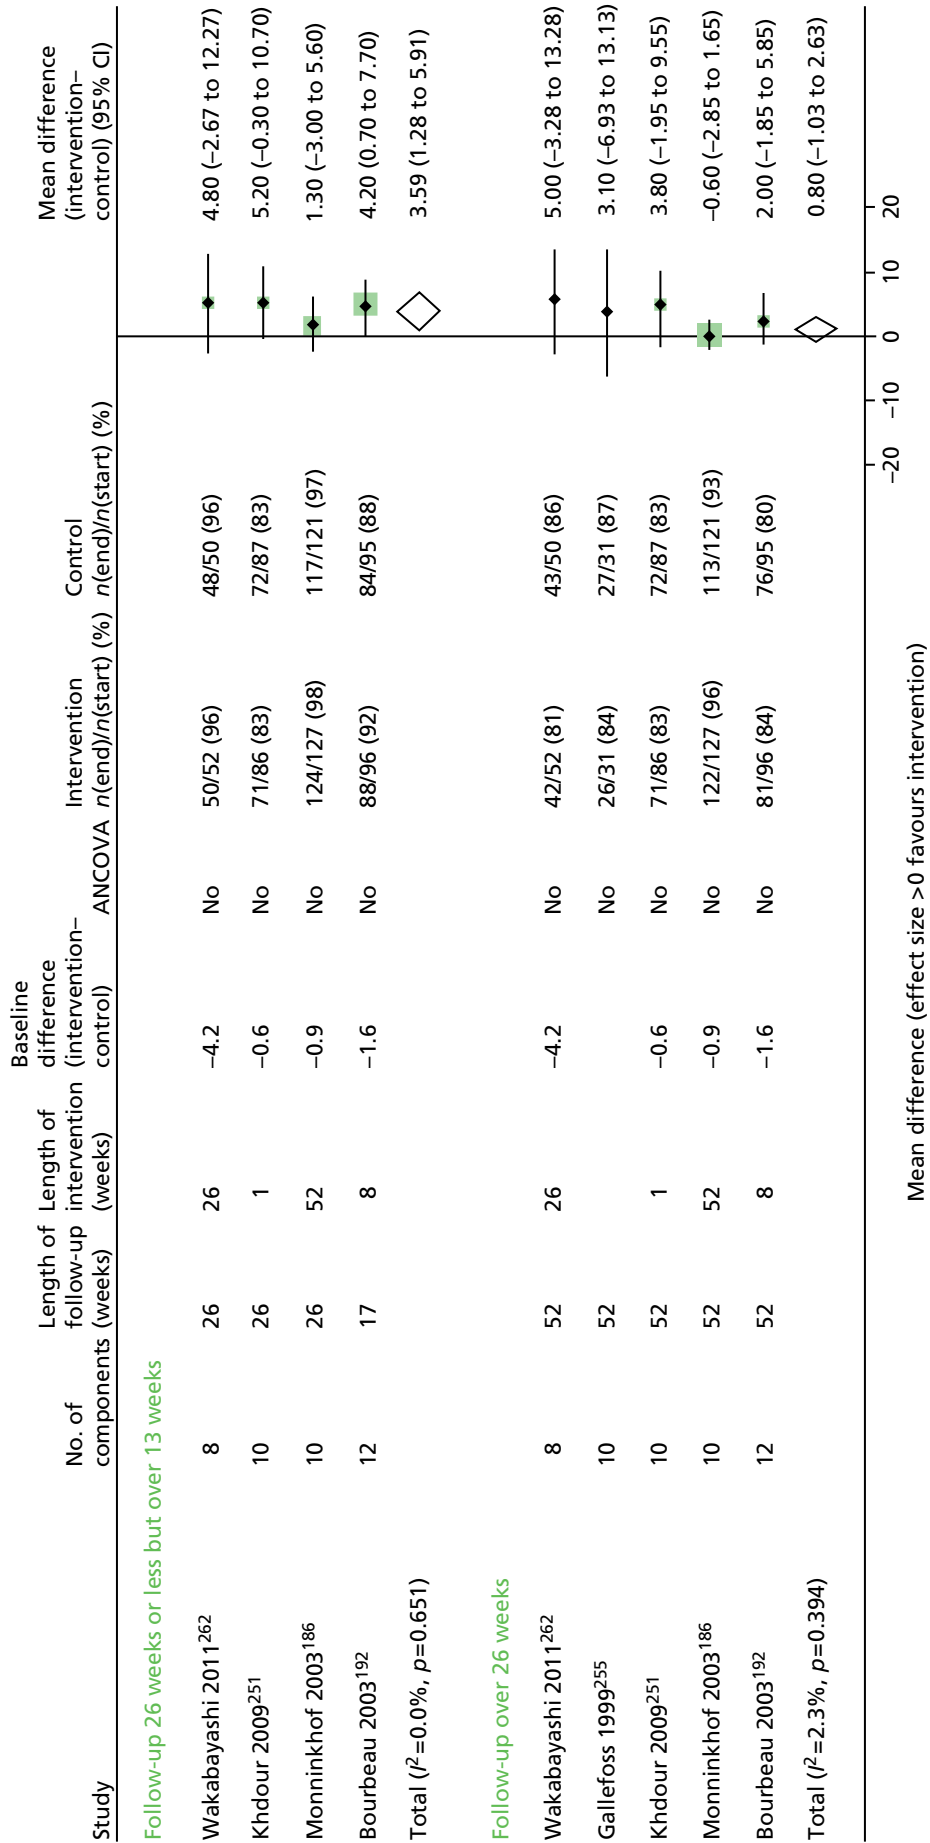 Study
No. of components
Length of follow-up (weeks)
Length of intervention (weeks)
Baseline difference (intervention–control)
ANCOVA
Intervention n(end)/n(start) (%)
Control n(end)/n(start) (%)
Mean difference (intervention–control) (95% CI)
Follow-up 26 weeks or less but over 13 weeks
Wakabayashi 2011262 8 26 26 –4.2 No 50/52 (96) 48/50 (96) 4.80 (–2.67 to 12.27)
Khdour 2009251 10 26 1 –0.6 No 71/86 (83) 72/87 (83) 5.20 (–0.30 to 10.70)
Monninkhof 2003186 10 26 52 –0.9 No 124/127 (98) 117/121 (97) 1.30 (–3.00 to 5.60)
Bourbeau 2003192 12 17 8 –1.6 No 88/96 (92) 84/95 (88) 4.20 (0.70 to 7.70)
Total (I2=0.0%, p=0.651) 3.59 (1.28 to 5.91)
Follow-up over 26 weeks
Wakabayashi 2011262 8 52 26 –4.2 No 42/52 (81) 43/50 (86) 5.00 (–3.28 to 13.28)
Gallefoss 1999255 10 52 No 26/31 (84) 27/31 (87) 3.10 (–6.93 to 13.13)
Khdour 2009251 10 52 1 –0.6 No 71/86 (83) 72/87 (83) 3.80 (–1.95 to 9.55)
Monninkhof 2003186 10 52 52 –0.9 No 122/127 (96) 113/121 (93) –0.60 (–2.85 to 1.65)
Bourbeau 2003192 12 52 8 –1.6 No 81/96 (84) 76/95 (80) 2.00 (–1.85 to 5.85)
Total (I2=2.3%, p=0.394) 0.80 (–1.03 to 2.63)
–20 –10 0 10 20
Mean difference (effect size >0 favours intervention)